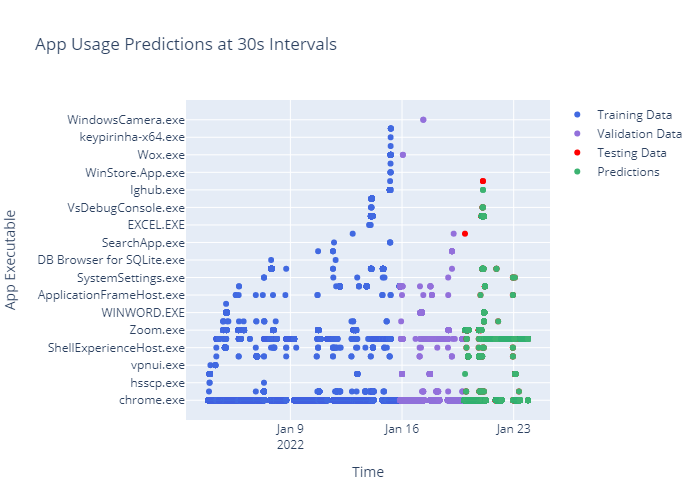 App Usage Predictions at 30s Intervals
WindowsCamera.exe
keypirinha-x64.exe
Wox.exe
WinStore.App.exe
lghub.exe
VsDebugConsole.exe
EXCEL.EXE
SearchApp.exe
DB Browser for SQLite.exe
SystemSettings.exe
ApplicationFrameHost.exe
WINWORD.EXE
Zoom.exe
ShellExperienceHost.exe
vpnui.exe
hsscp.exe
chrome.exe
App Executable
Jan 9
2022
Jan 16
Jan 23
Time
Training Data
Validation Data
Testing Data
Predictions